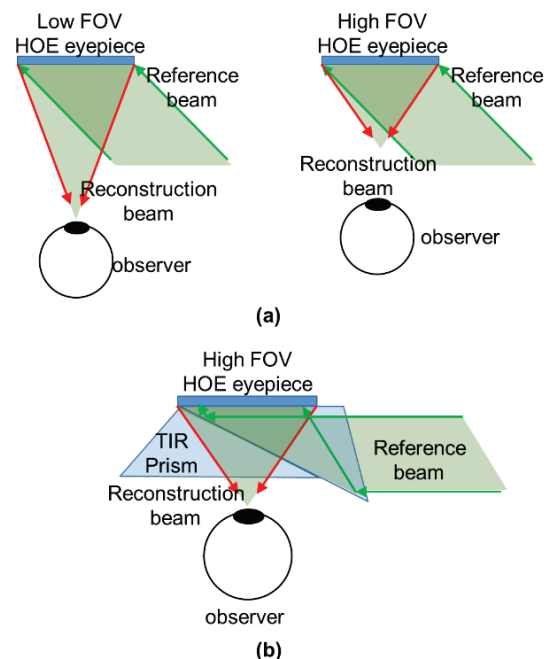 Low FOV
HOE eyepiece
Reference
beam
Reconstruction
beam
observer
High FOV
HOE eyepiece
Reference
beam
Reconstruction
beam
observer
(a)
High FOV
HOE eyepiece
TIR
Prism
Reference
beam
Reconstruction
beam
observer
(b)